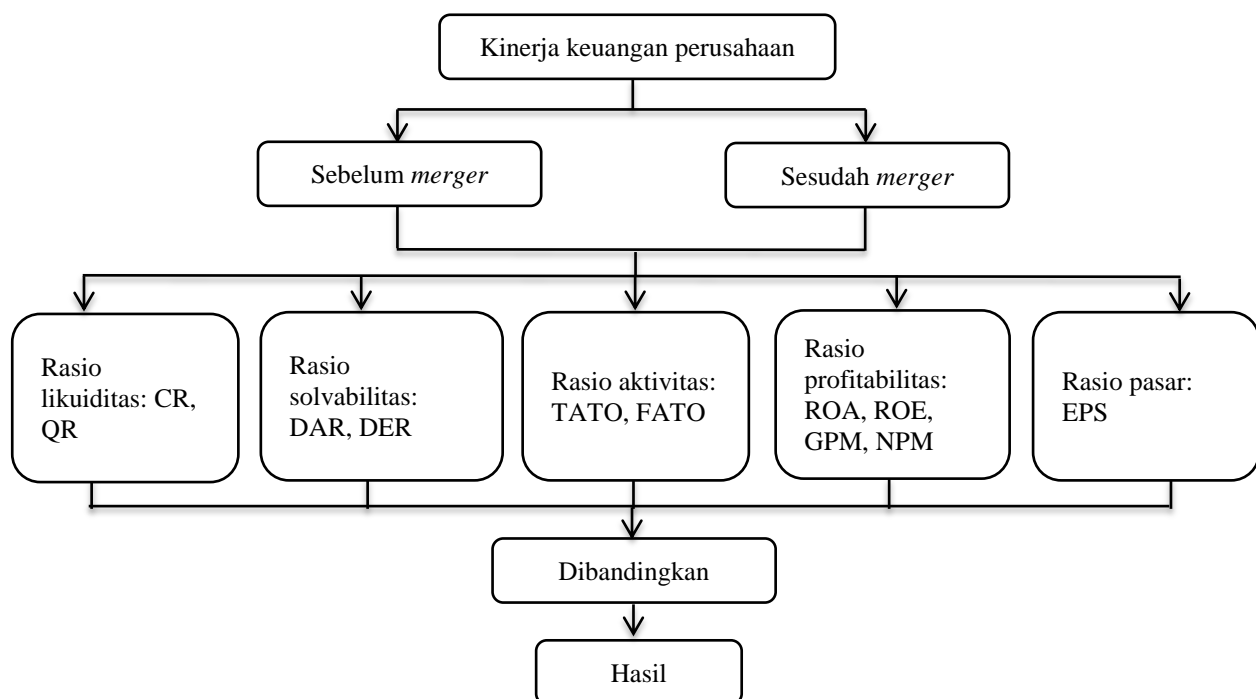 Kinerja keuangan perusahaan
Sebelum merger
Sesudah merger
Rasio
likuiditas: CR,
QR
Rasio
solvabilitas:
DAR, DER
Rasio aktivitas:
TATO, FATO
Rasio
profitabilitas:
ROA, ROE,
GPM, NPM
Rasio pasar:
EPS
Dibandingkan
Hasil